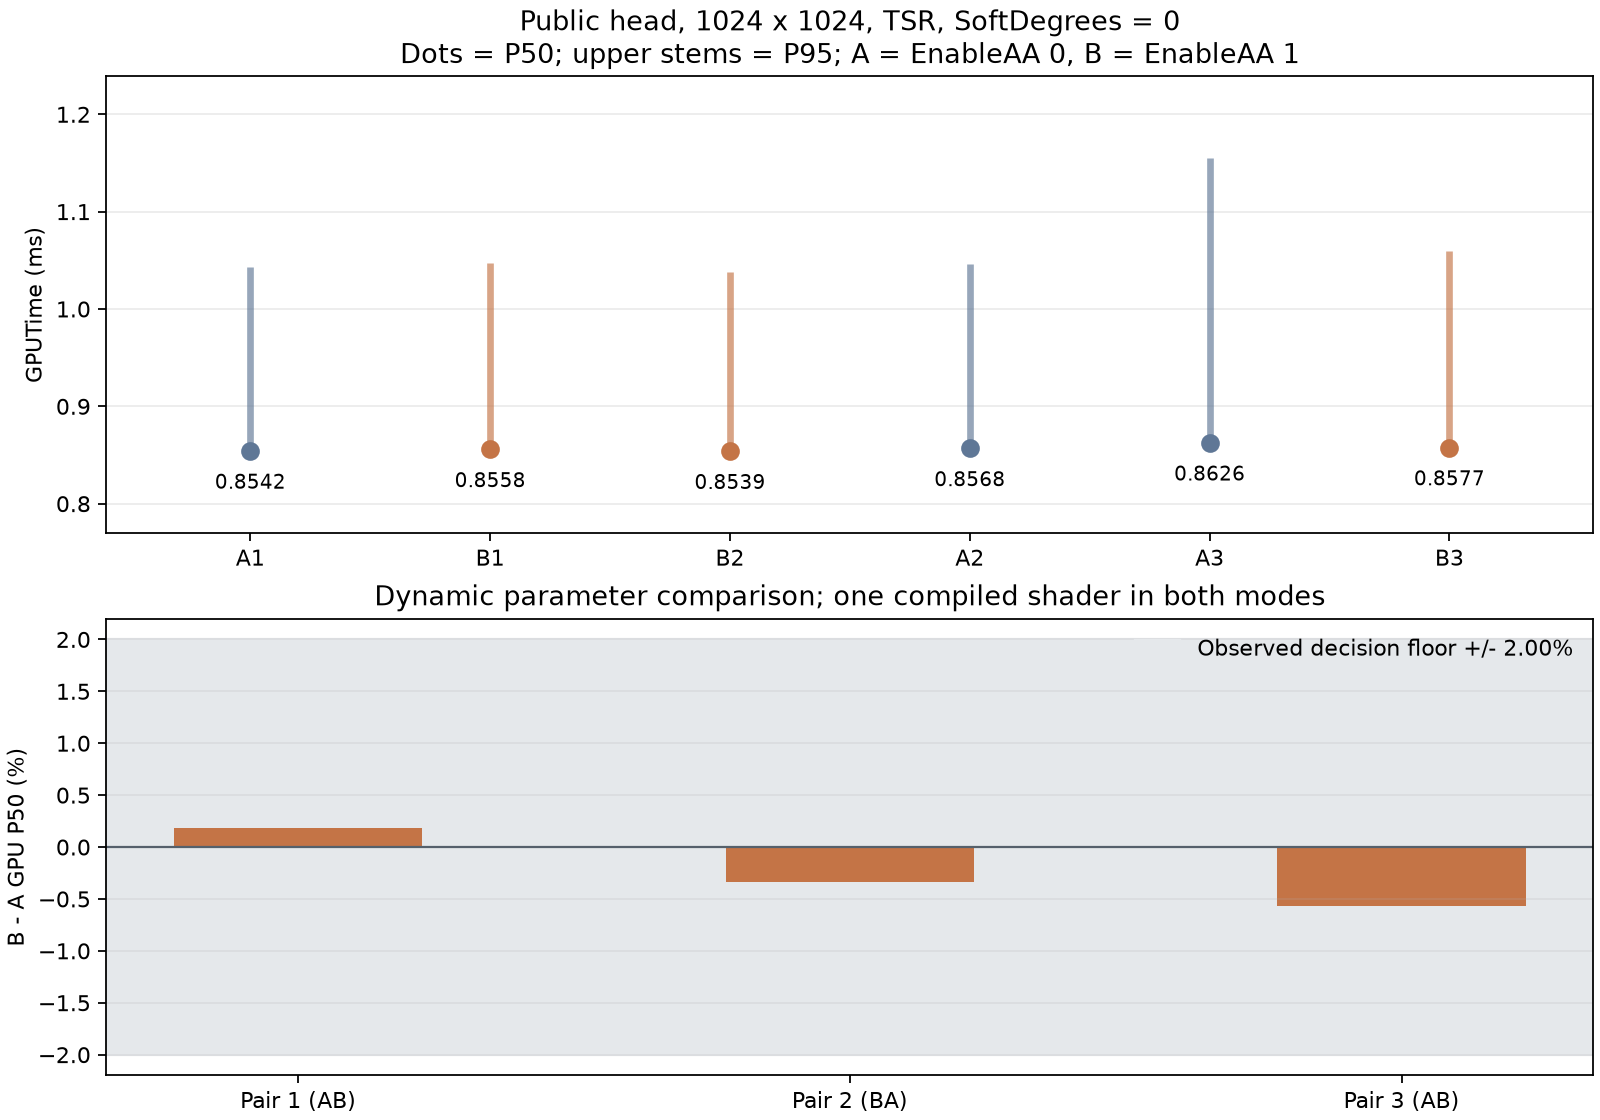 Public head, 1024 x 1024, TSR, SoftDegrees = 0
Dots = P50; upper stems = P95; A = EnableAA 0, B = EnableAA 1
GPUTime (ms)
1.2
1.1
1.0
0.9
0.8
0.8542
0.8558
0.8539
0.8568
0.8626
0.8577
A1
B1
B2
A2
A3
B3
Dynamic parameter comparison; one compiled shader in both modes
B - A GPU P50 (%)
2.0
1.5
1.0
0.5
0.0
−0.5
−1.0
−1.5
−2.0
Observed decision floor +/- 2.00%
Pair 1 (AB)
Pair 2 (BA)
Pair 3 (AB)